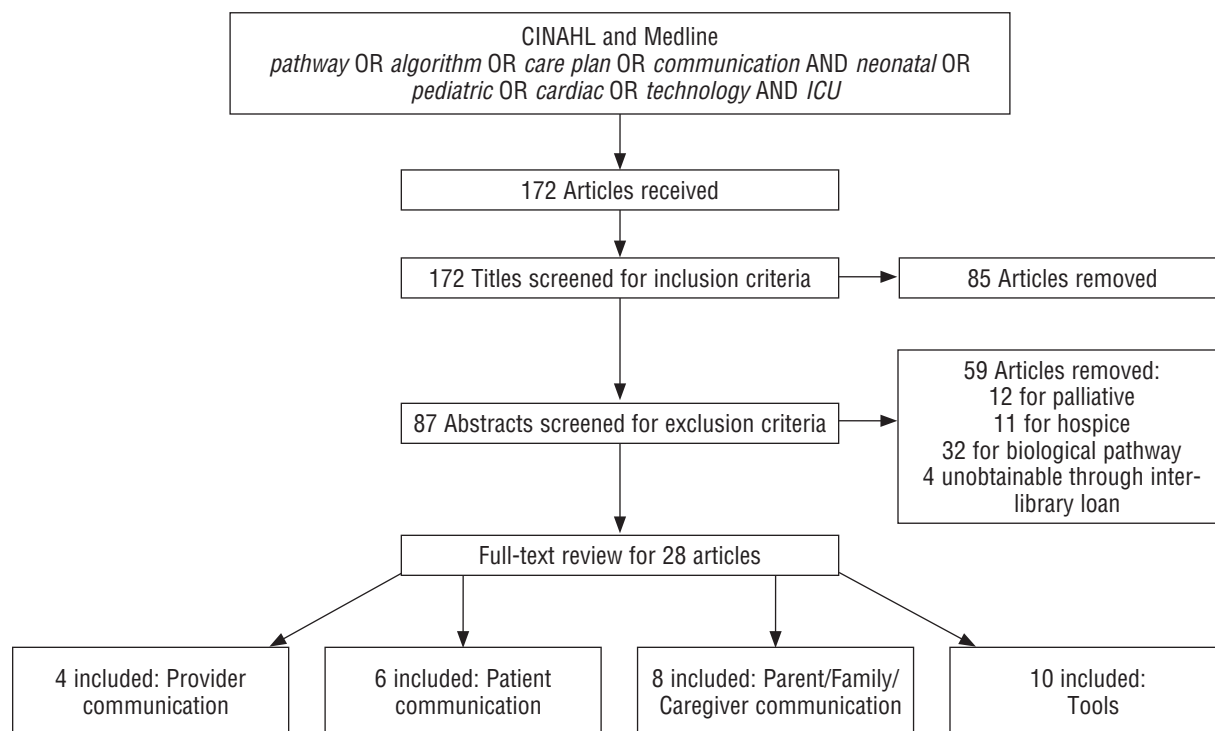 CINAHL and Medline
pathway OR algorithm OR care plan OR communication AND neonatal OR
pediatric OR cardiac OR technology AND ICU
172 Articles received
172 Titles screened for inclusion criteria
85 Articles removed
87 Abstracts screened for exclusion criteria
59 Articles removed:
12 for palliative
11 for hospice
32 for biological pathway
4 unobtainable through inter-
library loan
Full-text review for 28 articles
4 included: Provider
communication
6 included: Patient
communication
8 included: Parent/Family/
Caregiver communication
10 included:
Tools